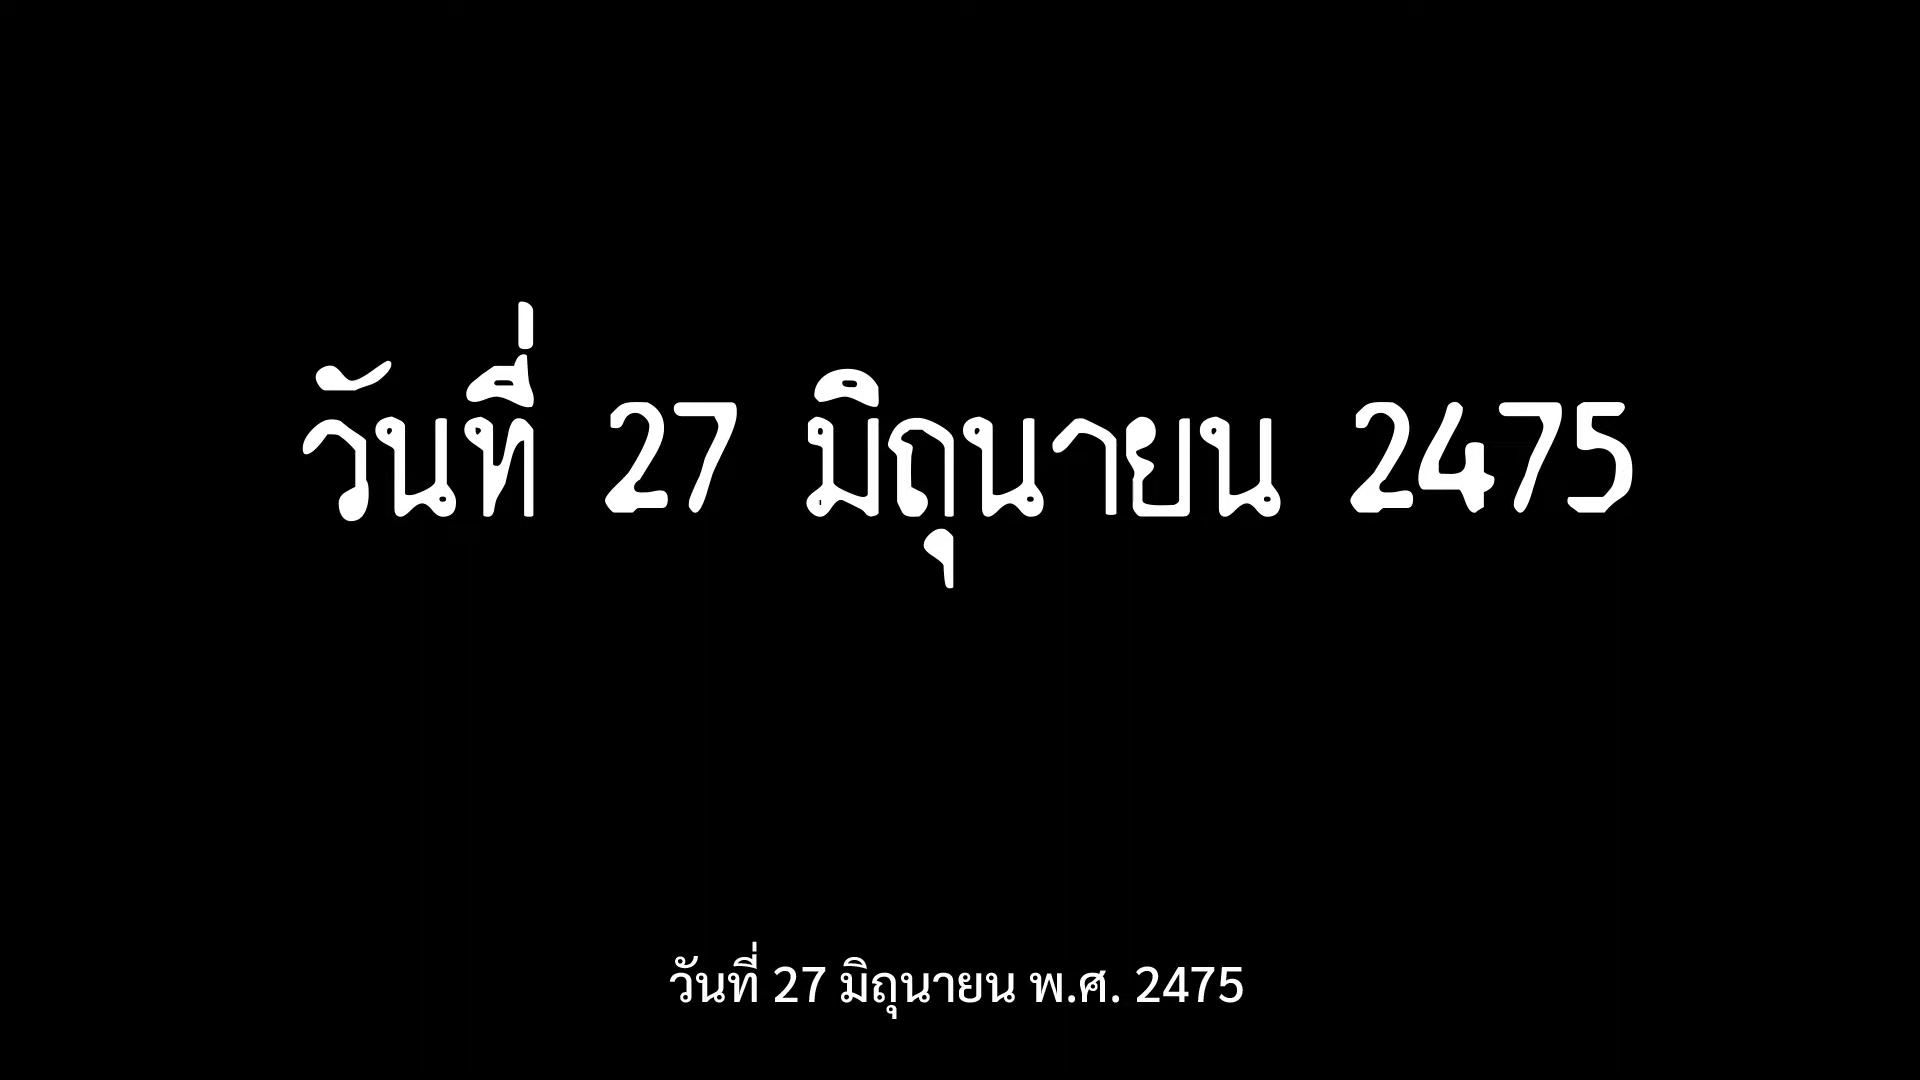 วันที่ 27 มิถุนายน 2475
วันที่ 27 มิถุนายน พ.ศ. 2475